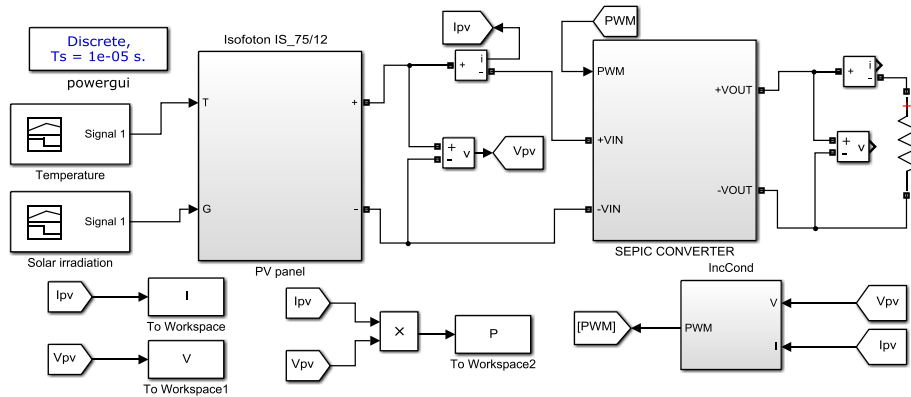 Discrete,
Ts = 1e-05 s.
powergui
Isofoton IS_75/12
T
G
+
-
PV panel
Signal 1
Temperature
Signal 1
Solar irradiation
Ipv
+
-
i
+
-
v
Vpv
PWM
PWM
+VIN
-VIN
+VOUT
-VOUT
SEPIC CONVERTER
+
-
i
+
-
v
+
Ipv
I
To Workspace
Vpv
V
To Workspace1
Ipv
Vpv
×
P
To Workspace2
IncCond
[PWM]
PWM
V
I
Vpv
Ipv